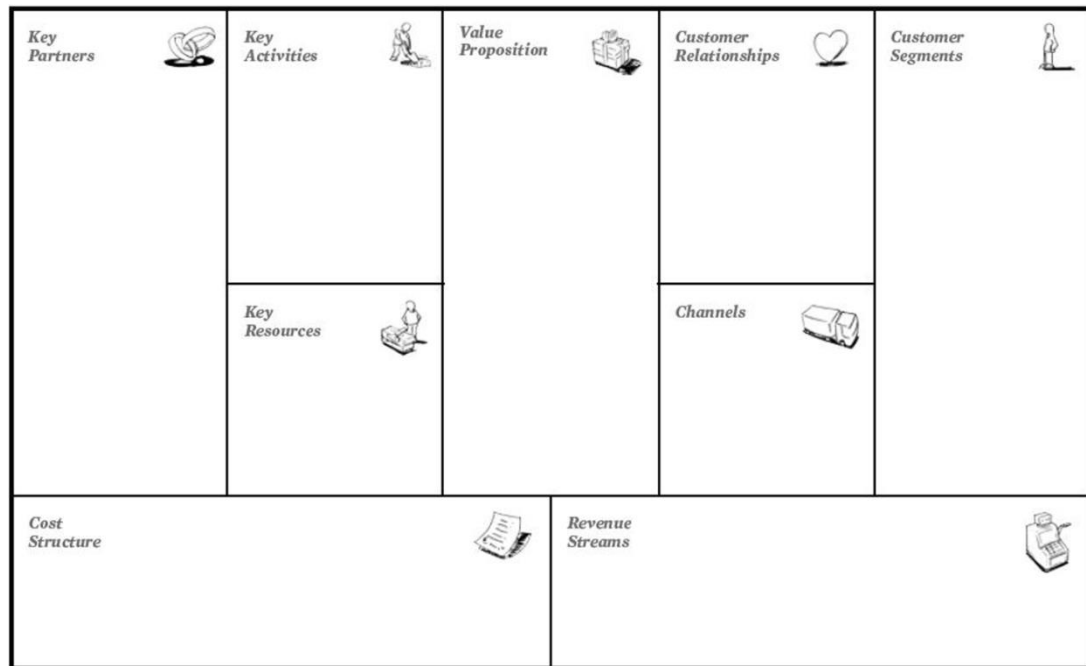 Key
Partners
Key
Activities
Value
Proposition
Customer
Relationships
Customer
Segments
Key
Resources
Channels
Cost
Structure
Revenue
Streams